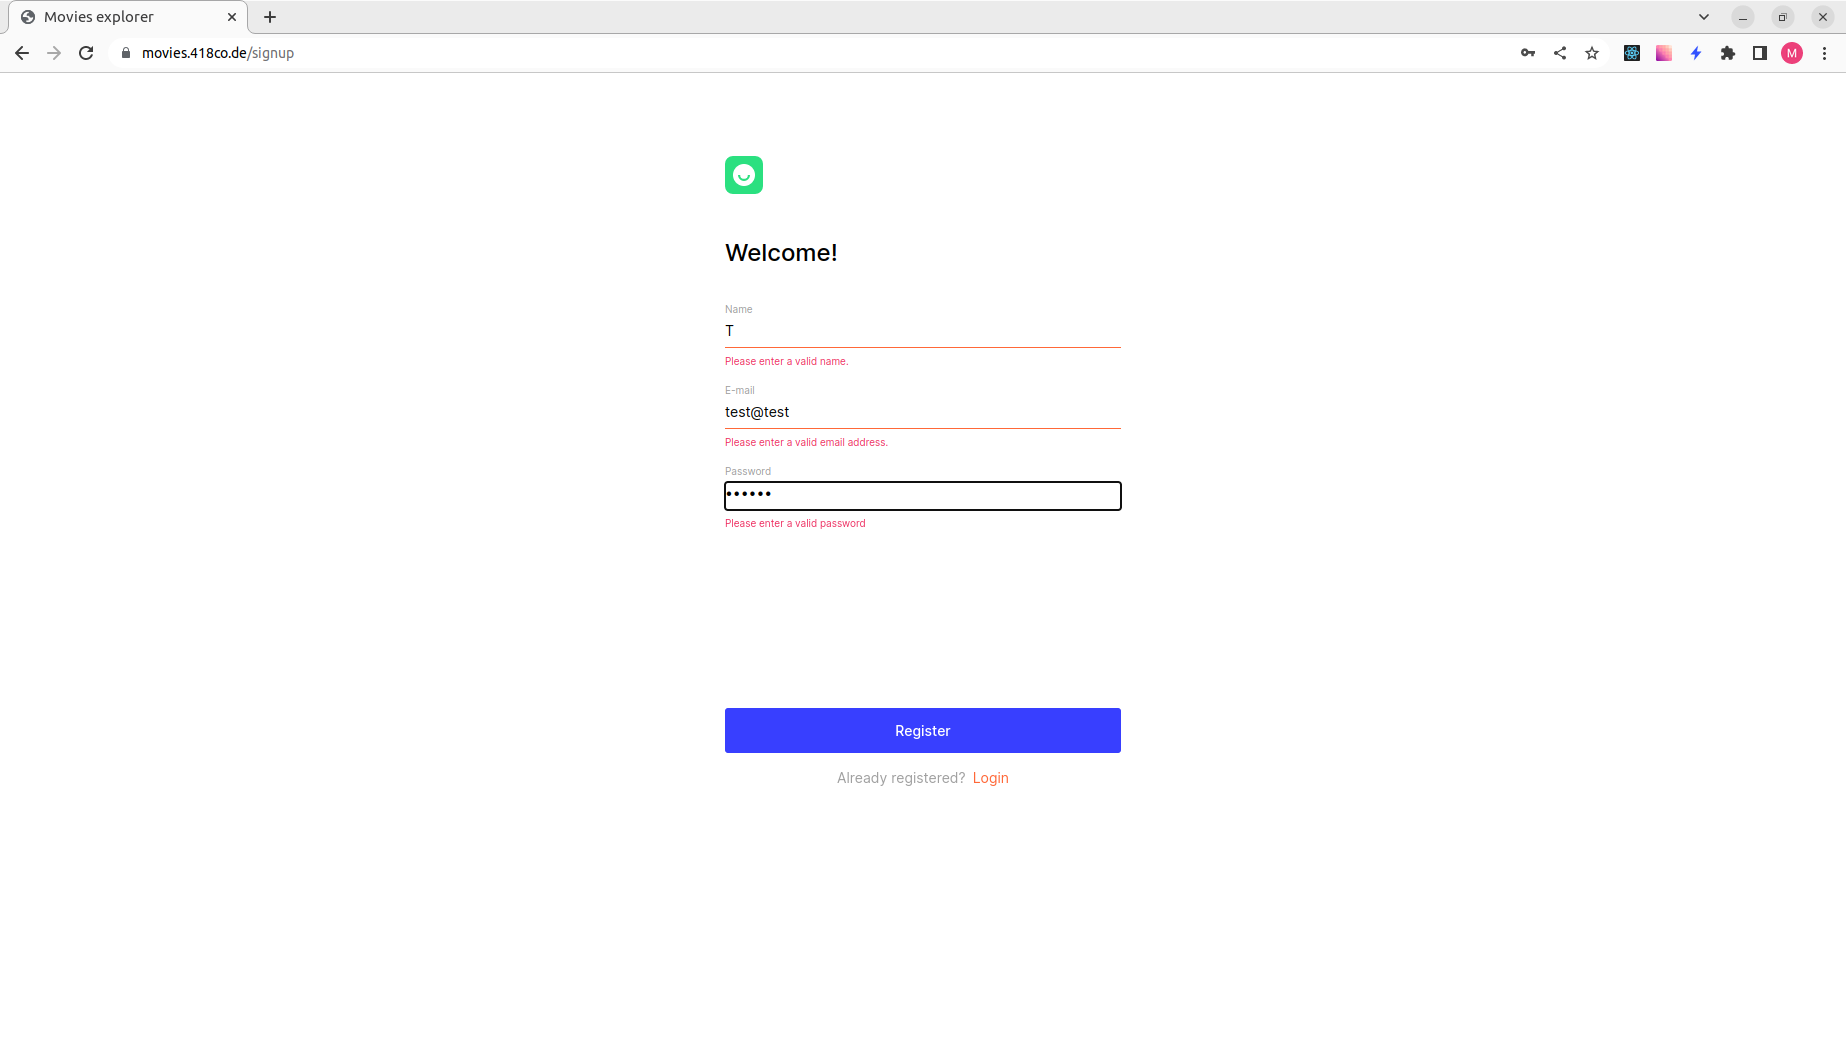 Movies explorer
movies.418co.de/signup
M
Welcome!
Name
T
Please enter a valid name.
E-mail
test@test
Please enter a valid email address.
Password
••••••
Please enter a valid password
Register
Already registered? Login